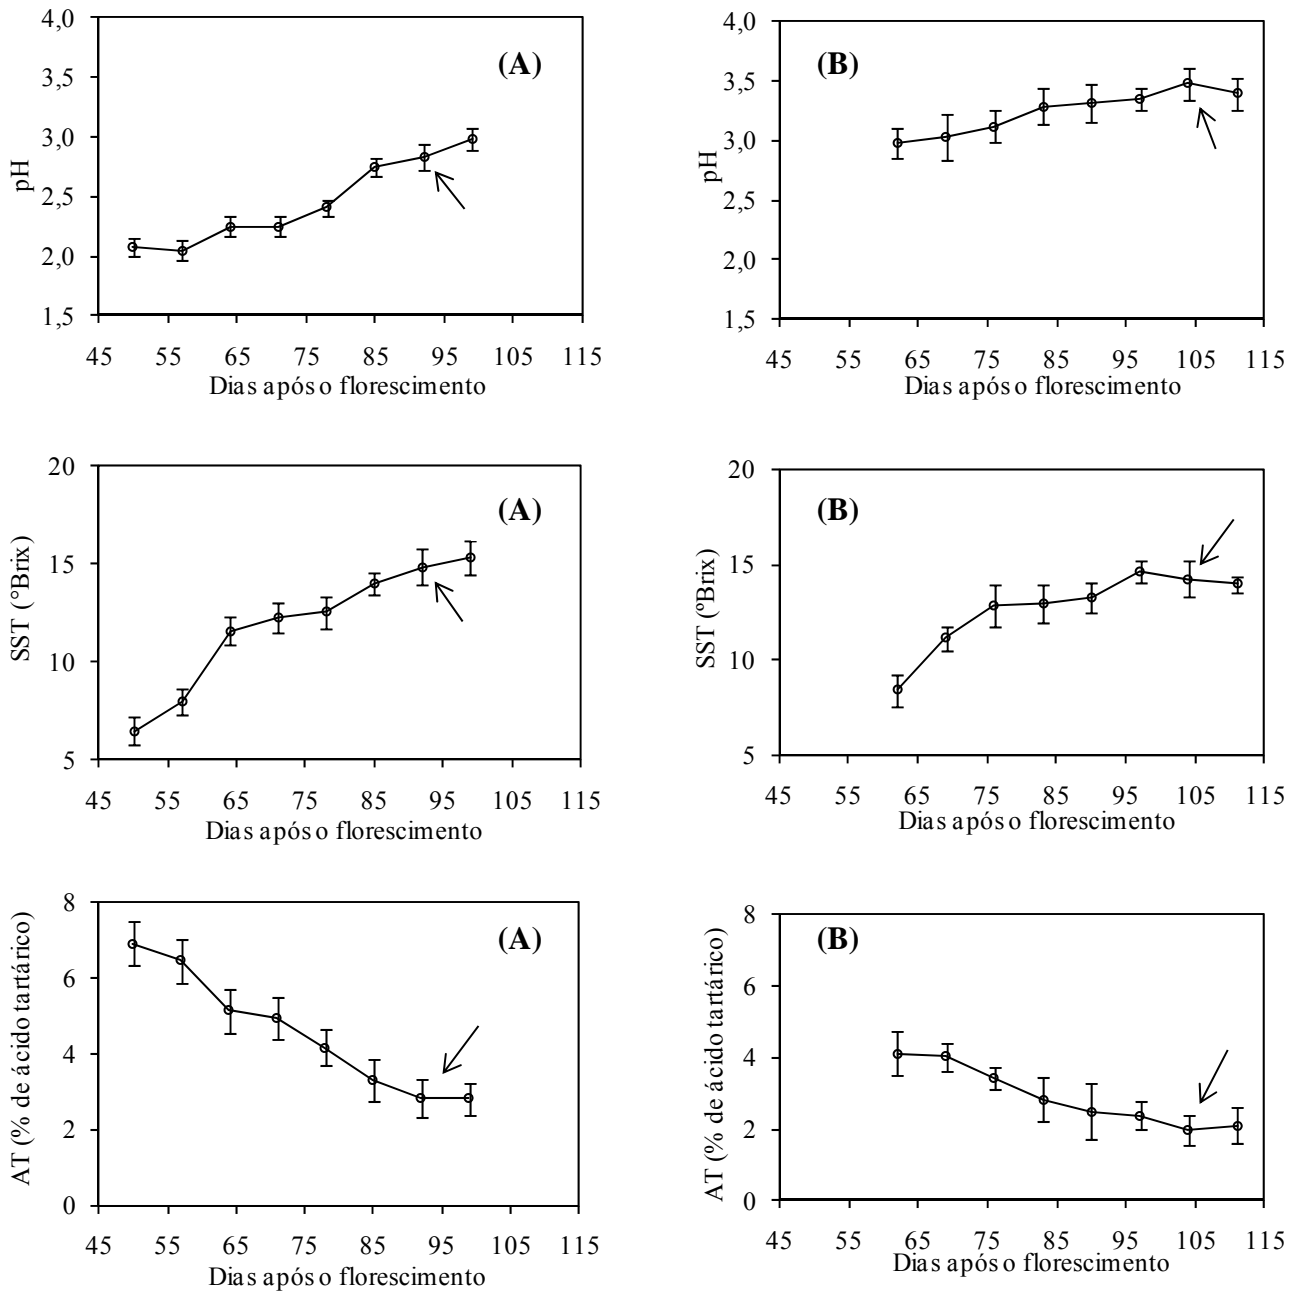 4,0
3,5
3,0
2,5
2,0
1,5
pH
(A)
45 55 65 75 85 95 105 115
Dias após o florescimento
4,0
3,5
3,0
2,5
2,0
1,5
pH
(B)
45 55 65 75 85 95 105 115
Dias após o florescimento
20
15
10
5
SST (°Brix)
(A)
45 55 65 75 85 95 105 115
Dias após o florescimento
20
15
10
5
SST (ºBrix)
(B)
45 55 65 75 85 95 105 115
Dias após o florescimento
8
6
4
2
0
AT (% de ácido tartárico)
(A)
45 55 65 75 85 95 105 115
Dias após o florescimento
8
6
4
2
0
AT (% de ácido tartárico)
(B)
45 55 65 75 85 95 105 115
Dias após o florescimento